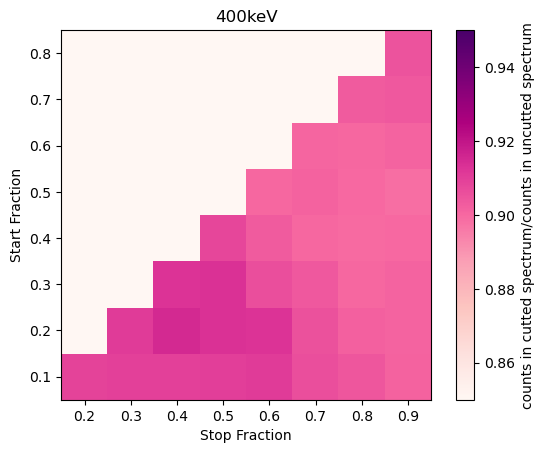 400keV
0.8
0.7
0.6
0.5
0.4
0.3
0.2
0.1
Start Fraction
0.2 0.3 0.4 0.5 0.6 0.7 0.8 0.9
Stop Fraction
0.94
0.92
0.90
0.88
0.86
counts in cutted spectrum/counts in uncutted spectrum